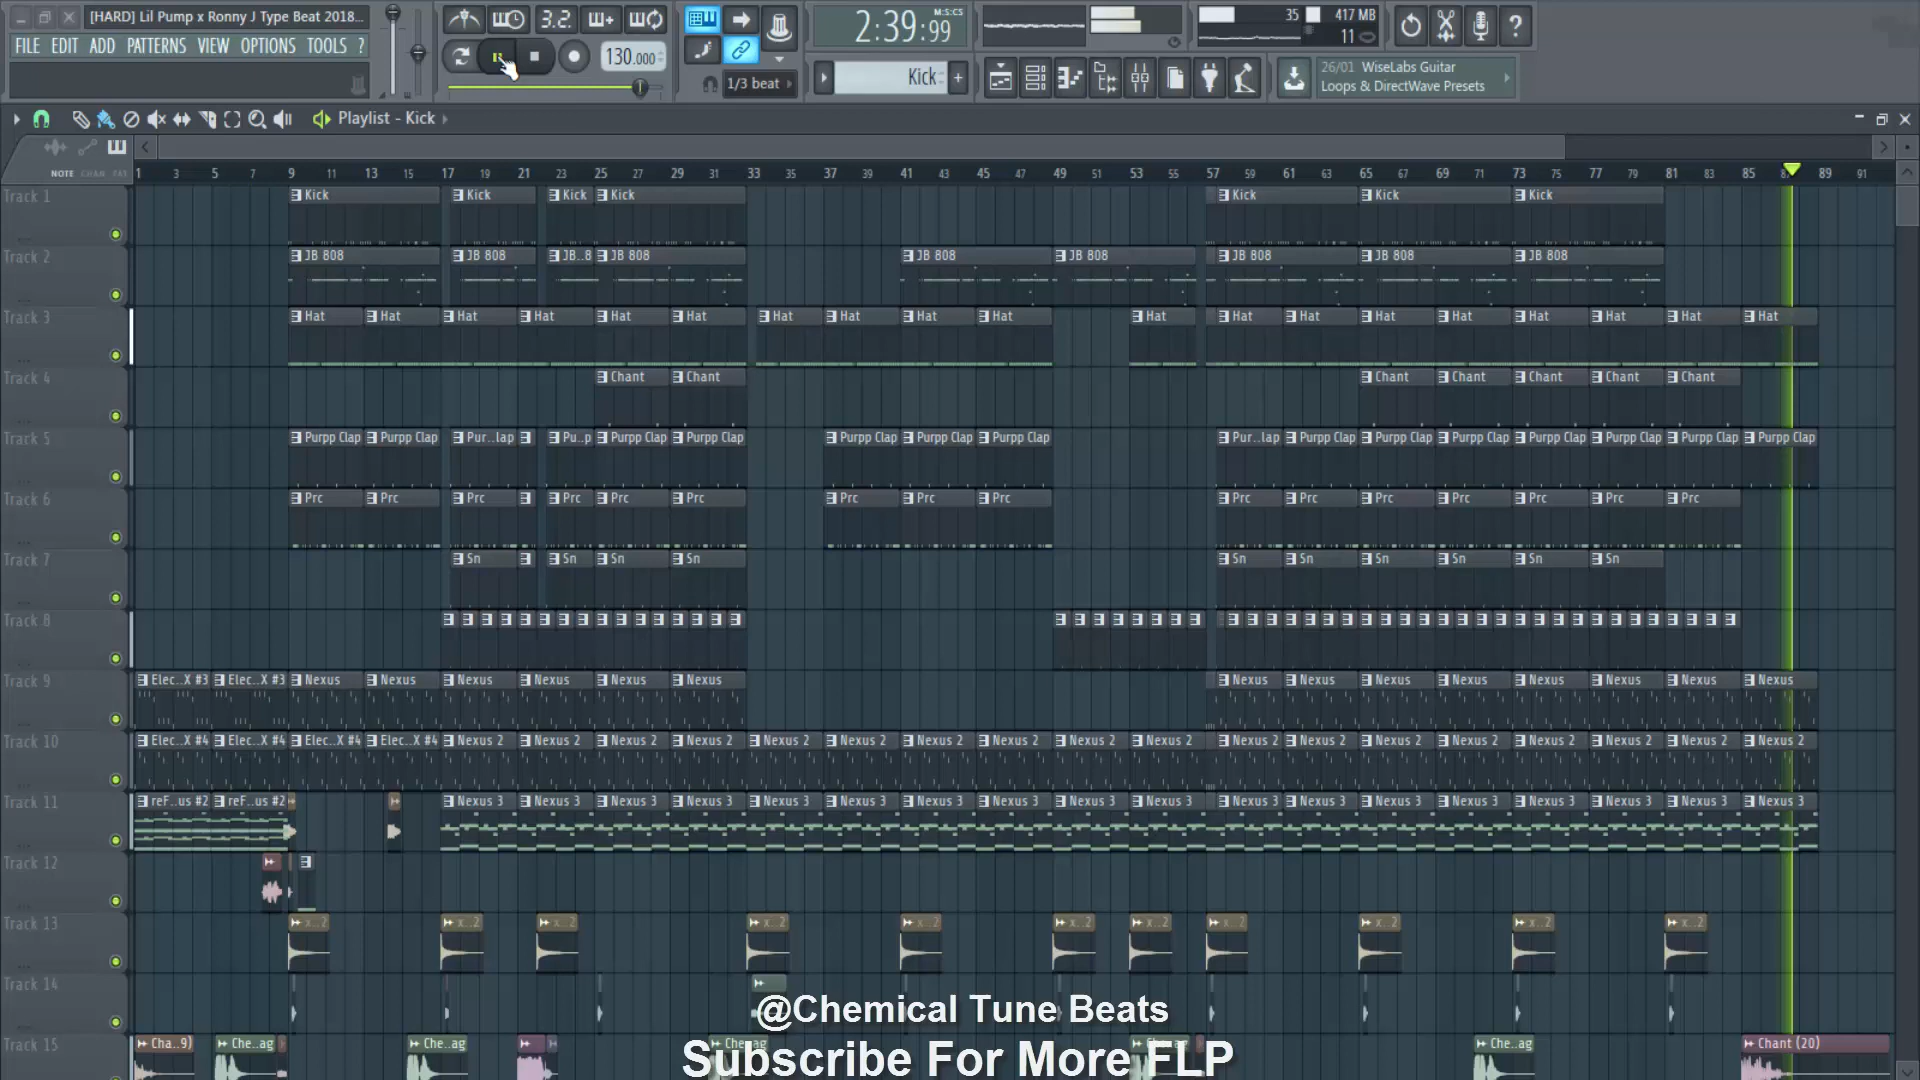 [HARD] Lil Pump x Ronny J Type Beat 2018...
FILE EDIT ADD PATTERNS VIEW OPTIONS TOOLS ?
3.2.
130.000
1/3 beat
2:39:99
M:S:CS
Kick
35
417 MB
11
26/01 WiseLabs Guitar
Loops & DirectWave Presets
Playlist - Kick
NOTE CHAN PAT
1 3 5 7 9 11 13 15 17 19 21 23 25 27 29 31 33 35 37 39 41 43 45 47 49 51 53 55 57 59 61 63 65 67 69 71 73 75 77 79 81 83 85 89 91
Track 1
Kick Kick Kick Kick Kick Kick Kick
Track 2
JB 808 JB 808 JB..8 JB 808 JB 808 JB 808 JB 808 JB 808 JB 808
Track 3
Hat Hat Hat Hat Hat Hat Hat Hat Hat Hat Hat Hat Hat Hat Hat Hat Hat Hat Hat
Track 4
Chant Chant Chant Chant Chant Chant Chant
Track 5
Purpp Clap Purpp Clap Pur..lap Pu..p Purpp Clap Purpp Clap Purpp Clap Purpp Clap Purpp Clap Pur..lap Purpp Clap Purpp Clap Purpp Clap Purpp Clap Purpp Clap Purpp Clap Purpp Clap
Track 6
Prc Prc Prc Prc Prc Prc Prc Prc Prc Prc Prc Prc Prc Prc Prc Prc
Track 7
Sn Sn Sn Sn Sn Sn Sn Sn Sn Sn
Track 8
Track 9
Elec..X #3 Elec..X #3 Nexus Nexus Nexus Nexus Nexus Nexus Nexus Nexus Nexus Nexus Nexus Nexus Nexus Nexus
Track 10
Elec..X #4 Elec..X #4 Elec..X #4 Elec..X #4 Nexus 2 Nexus 2 Nexus 2 Nexus 2 Nexus 2 Nexus 2 Nexus 2 Nexus 2 Nexus 2 Nexus 2 Nexus 2 Nexus 2 Nexus 2 Nexus 2 Nexus 2 Nexus 2 Nexus 2 Nexus 2
Track 11
reF..us #2 reF..us #2 Nexus 3 Nexus 3 Nexus 3 Nexus 3 Nexus 3 Nexus 3 Nexus 3 Nexus 3 Nexus 3 Nexus 3 Nexus 3 Nexus 3 Nexus 3 Nexus 3 Nexus 3 Nexus 3 Nexus 3 Nexus 3
Track 12
Track 13
x..2 x..2 x..2 x..2 x..2 x..2 x..2 x..2 x..2 x..2 x..2
Track 14
@Chemical Tune Beats
Track 15
Cha..9) Che..ag Che..ag Che..ag Che..ag Chant (20)
Subscribe For More FLP